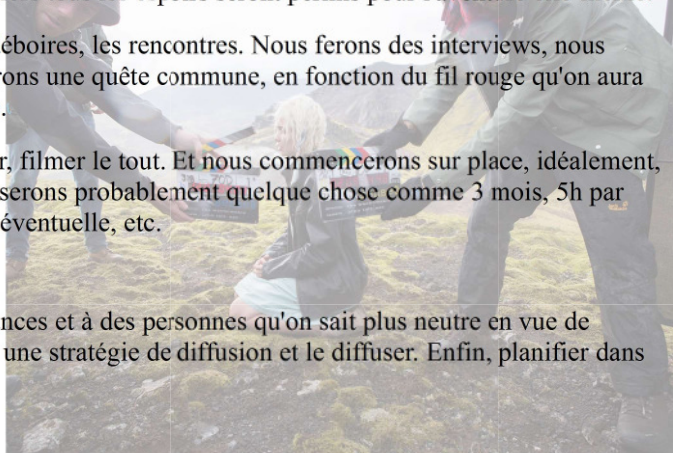 éboires, les rencontres. Nous ferons des interviews, nous
rons une quête commune, en fonction du fil rouge qu'on aura
.
r, filmer le tout. Et nous commencerons sur place, idéalement,
serons probablement quelque chose comme 3 mois, 5h par
éventuelle, etc.
nces et à des personnes qu'on sait plus neutre en vue de
une stratégie de diffusion et le diffuser. Enfin, planifier dans